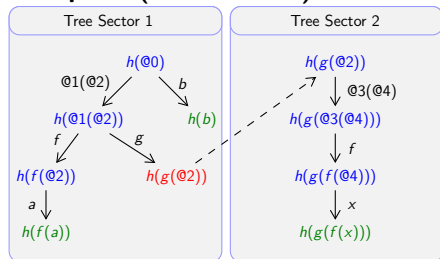 Tree Sector 1
h(@0)
@1(@2) b
h(@1(@2)) h(b)
f g
h(f(@2)) h(g(@2))
a
h(f(a))
Tree Sector 2
h(g(@2))
@3(@4)
h(g(@3(@4)))
f
h(g(f(@4)))
x
h(g(f(x)))